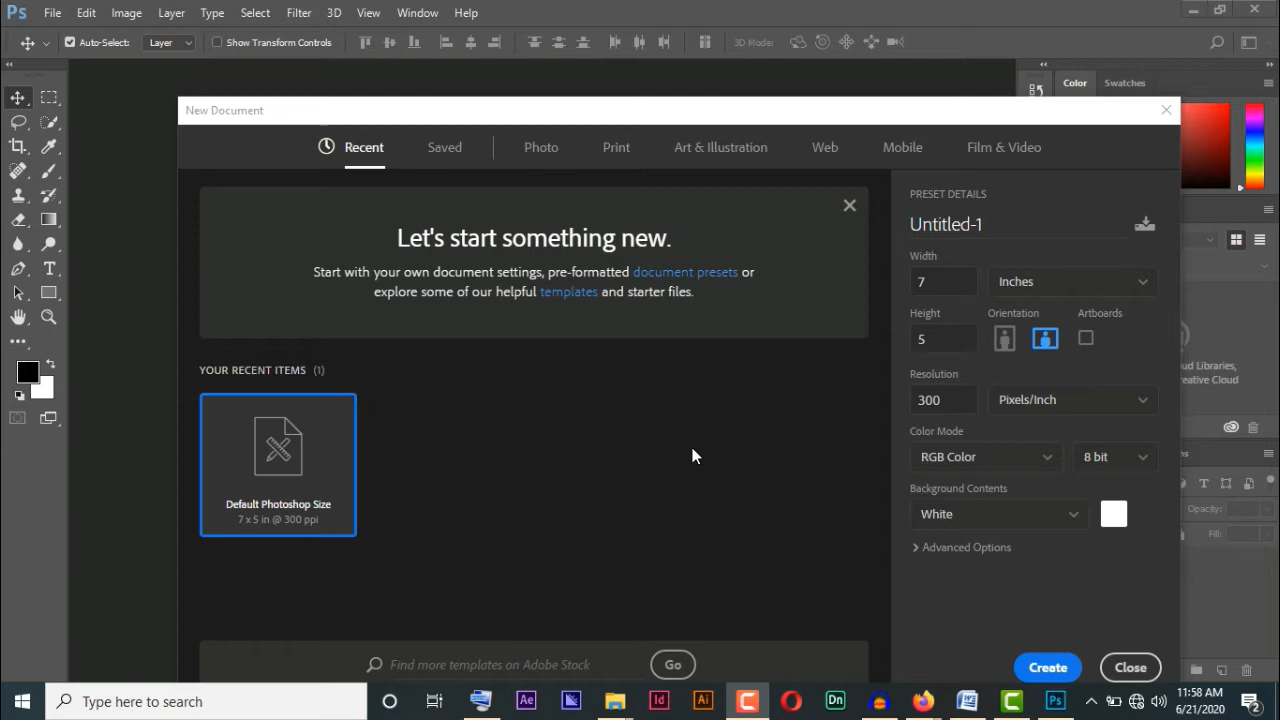 Ps File Edit Image Layer Type Select Filter 3D View Window Help
Auto-Select: Layer Show Transform Controls 3D Mode:
Color Swatches
New Document
Recent Saved Photo Print Art & Illustration Web Mobile Film & Video
Let's start something new.
Start with your own document settings, pre-formatted document presets or
explore some of our helpful templates and starter files.
YOUR RECENT ITEMS (1)
Default Photoshop Size
7 x 5 in @ 300 ppi
Find more templates on Adobe Stock Go
PRESET DETAILS
Untitled-1
Width
7 Inches
Height Orientation Artboards
5
Resolution
300 Pixels/Inch
Color Mode
RGB Color 8 bit
Background Contents
White
Advanced Options
Create Close
Opacity:
Fill:
Type here to search
Ae Id Ai Dn Ps
11:58 AM
6/21/2020
2